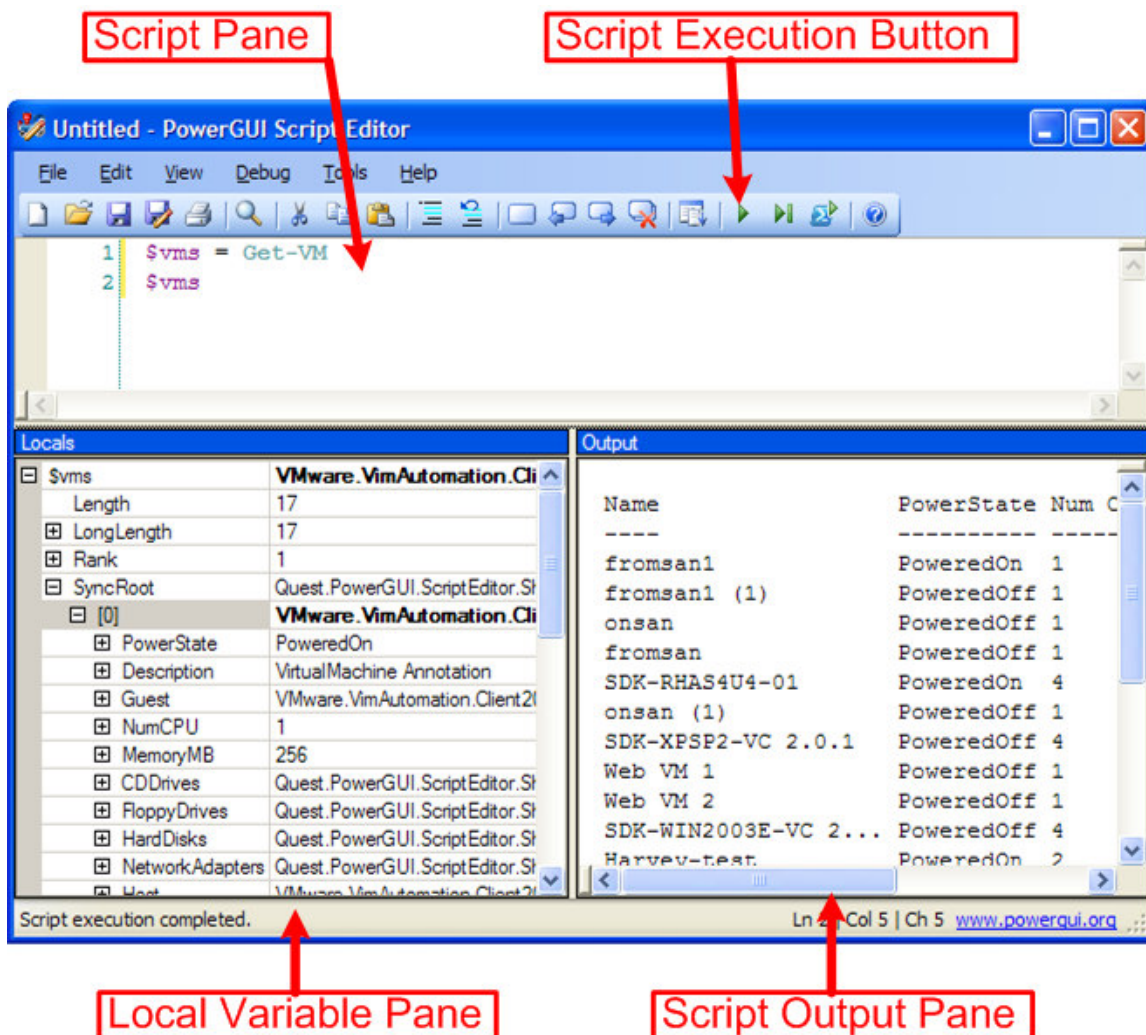 Script Pane
Script Execution Button
Untitled - PowerGUI Script Editor
File Edit View Debug Tools Help
1 $vms = Get-VM
2 $vms
Locals
$vms VMware.VimAutomation.Cli
Length 17
LongLength 17
Rank 1
SyncRoot Quest.PowerGUI.ScriptEditor.Sh
[0] VMware.VimAutomation.Cli
PowerState PoweredOn
Description VirtualMachine Annotation
Guest VMware.VimAutomation.Client20
NumCPU 1
MemoryMB 256
CDDrives Quest.PowerGUI.ScriptEditor.Sh
FloppyDrives Quest.PowerGUI.ScriptEditor.Sh
HardDisks Quest.PowerGUI.ScriptEditor.Sh
NetworkAdapters Quest.PowerGUI.ScriptEditor.Sh
Host VMware.VimAutomation.Client20
Output
Name PowerState Num C
---- ---------- -----
fromsan1 PoweredOn 1
fromsan1 (1) PoweredOff 1
onsan PoweredOff 1
fromsan PoweredOff 1
SDK-RHAS4U4-01 PoweredOn 4
onsan (1) PoweredOff 1
SDK-XPSP2-VC 2.0.1 PoweredOff 4
Web VM 1 PoweredOff 1
Web VM 2 PoweredOff 1
SDK-WIN2003E-VC 2... PoweredOff 4
Harvey-test PoweredOn 2
Script execution completed.
Ln 2 | Col 5 | Ch 5 www.powergui.org
Local Variable Pane
Script Output Pane